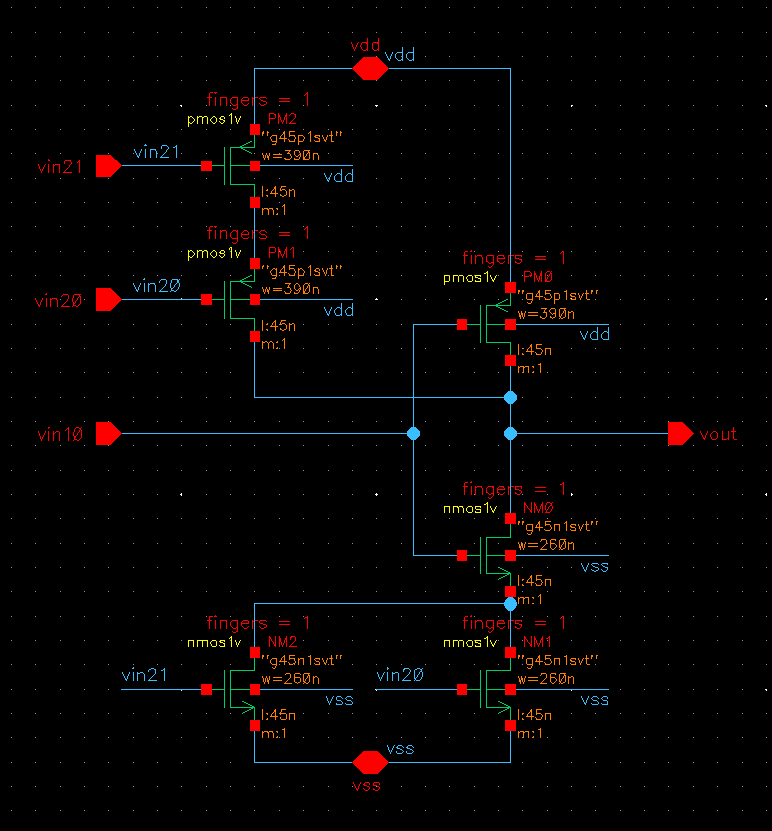 vdd
vdd
fingers = 1
pmos1v
PM2
"g45p1svt"
w=390n
vin21
vin21
vdd
l:45n
m:1
fingers = 1
pmos1v
PM1
"g45p1svt"
w=390n
vin20
vin20
vdd
l:45n
m:1
fingers = 1
pmos1v
PM0
"g45p1svt"
w=390n
vdd
l:45n
m:1
vin10
vout
fingers = 1
nmos1v
NM0
"g45n1svt"
w=260n
vss
l:45n
m:1
fingers = 1
nmos1v
NM2
"g45n1svt"
w=260n
vin21
vss
l:45n
m:1
fingers = 1
nmos1v
NM1
"g45n1svt"
w=260n
vin20
vss
l:45n
m:1
vss
vss